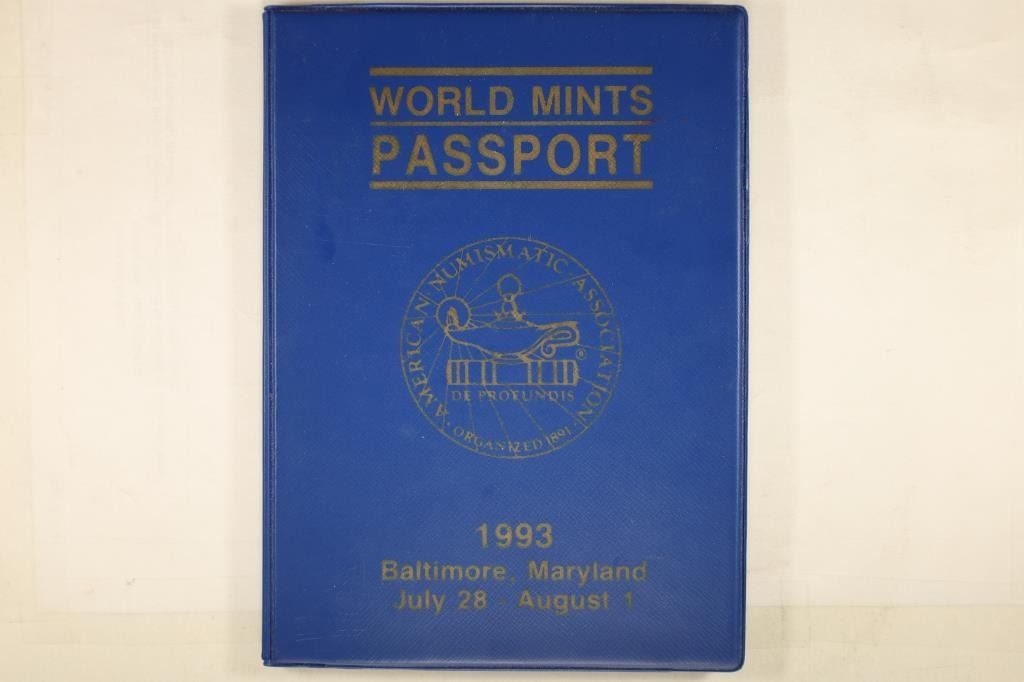 WORLD MINTS
PASSPORT
AMERICAN NUMISMATIC ASSOCIATION
®
DE PROFUNDIS
· ORGANIZED 1891 ·
1993
Baltimore, Maryland
July 28 - August 1